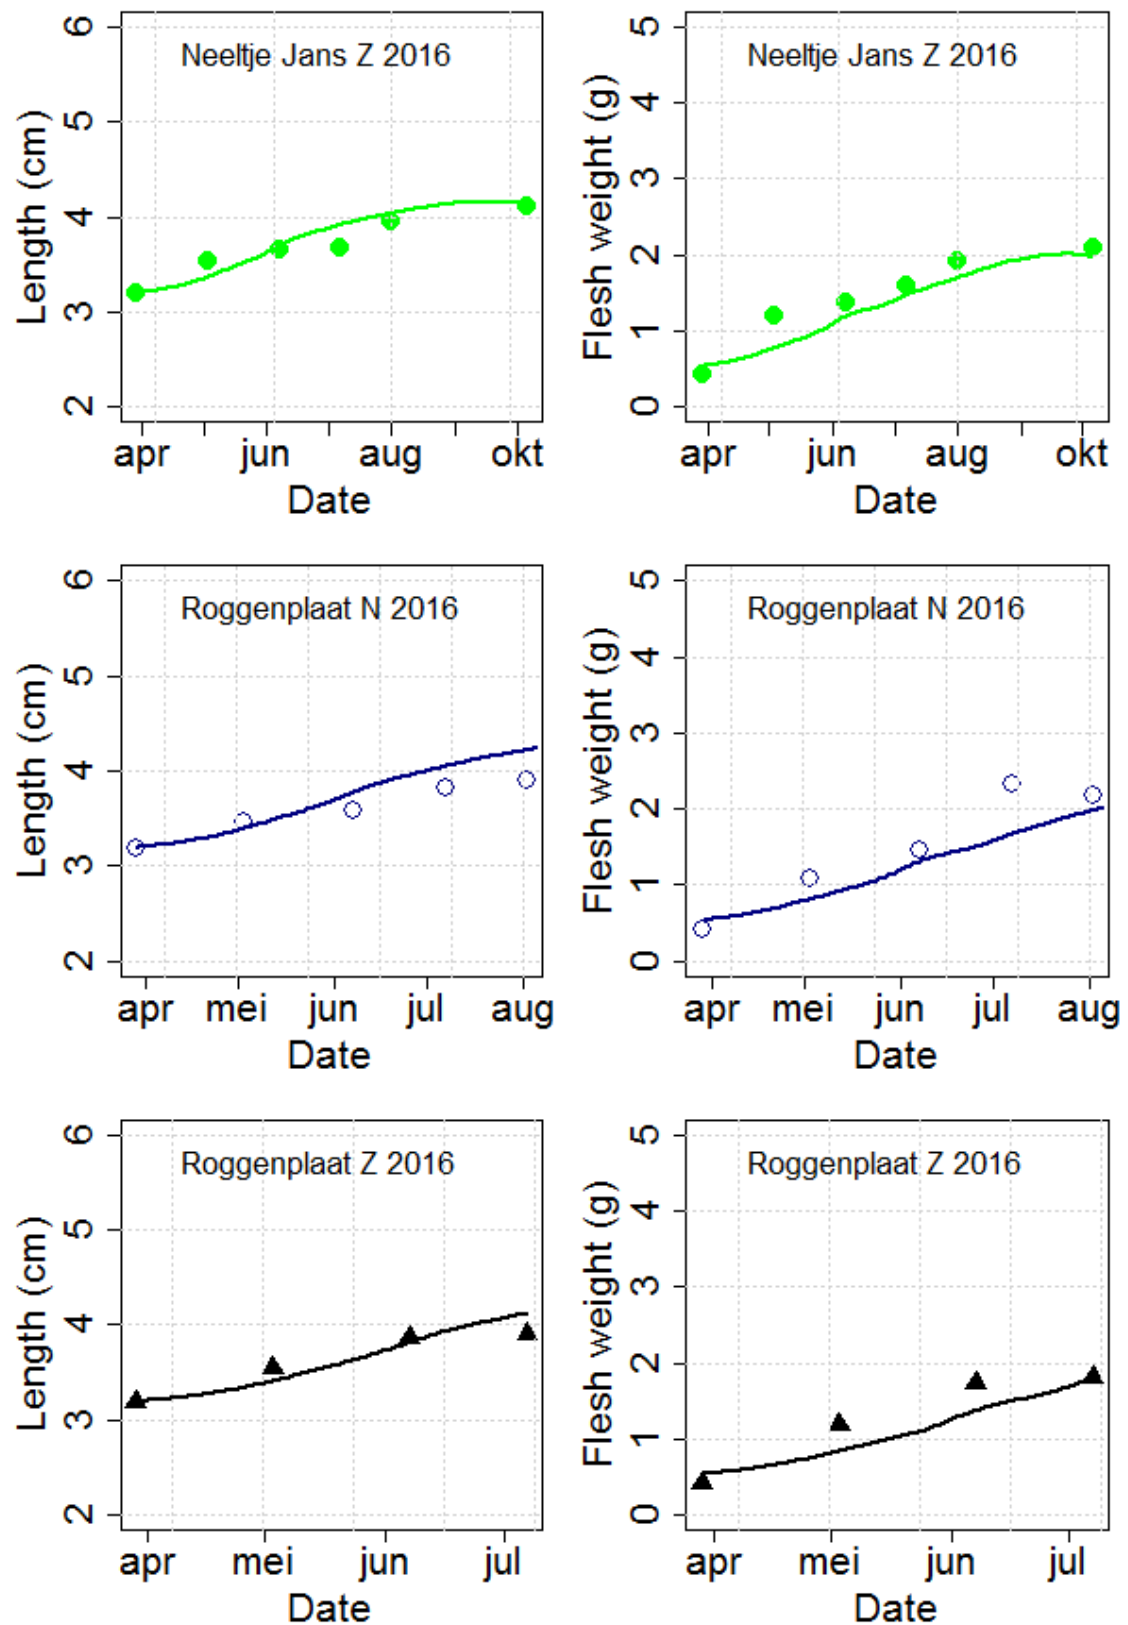 Neeltje Jans Z 2016
Length (cm)
6
5
4
3
2
apr jun aug okt
Date
Neeltje Jans Z 2016
Flesh weight (g)
5
4
3
2
1
0
apr jun aug okt
Date
Roggenplaat N 2016
Length (cm)
6
5
4
3
2
apr mei jun jul aug
Date
Roggenplaat N 2016
Flesh weight (g)
5
4
3
2
1
0
apr mei jun jul aug
Date
Roggenplaat Z 2016
Length (cm)
6
5
4
3
2
apr mei jun jul
Date
Roggenplaat Z 2016
Flesh weight (g)
5
4
3
2
1
0
apr mei jun jul
Date